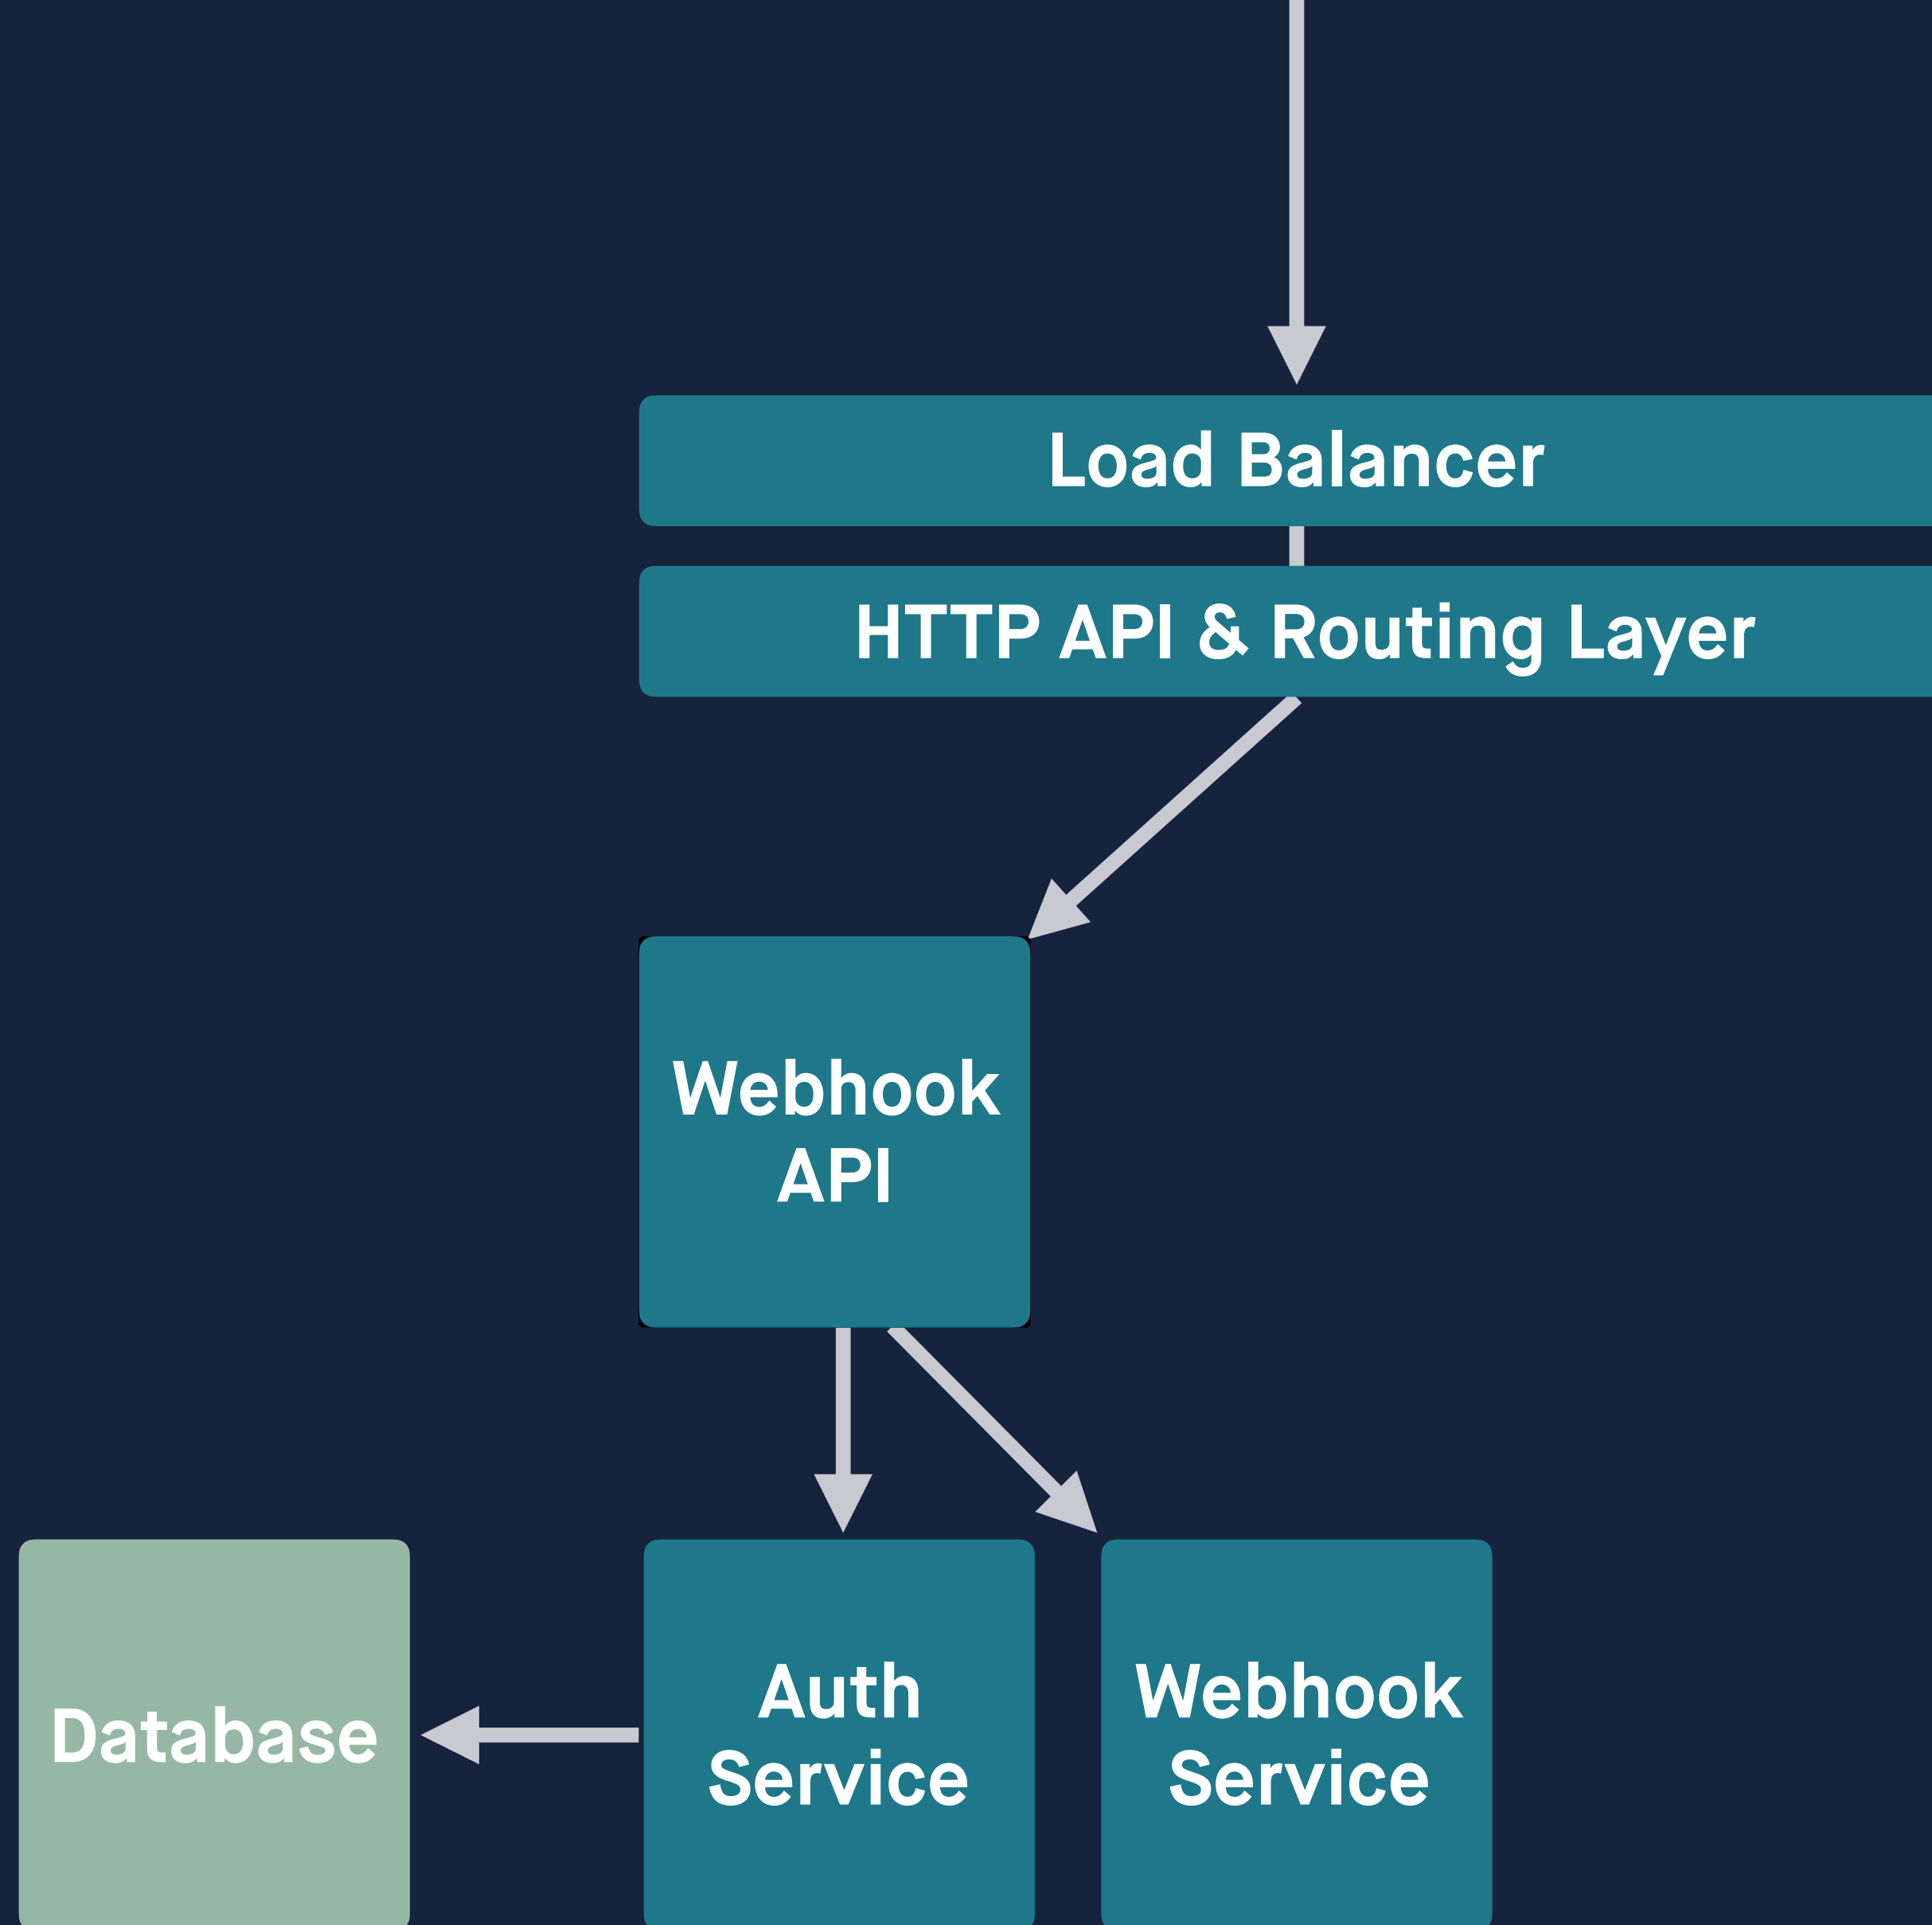 Load Balancer
HTTP API & Routing Layer
Webhook
API
Database
Auth
Service
Webhook
Service